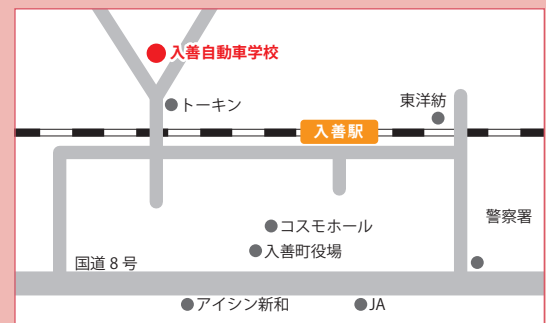 入善自動車学校
トーキン
東洋紡
入善駅
警察署
コスモホール
入善町役場
国道 8 号
アイシン新和
JA